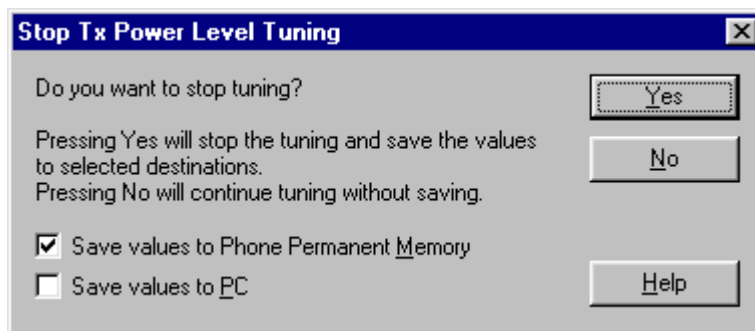 Stop Tx Power Level Tuning
Do you want to stop tuning?
Yes
Pressing Yes will stop the tuning and save the values
to selected destinations.
Pressing No will continue tuning without saving.
No
Save values to Phone Permanent Memory
Save values to PC
Help